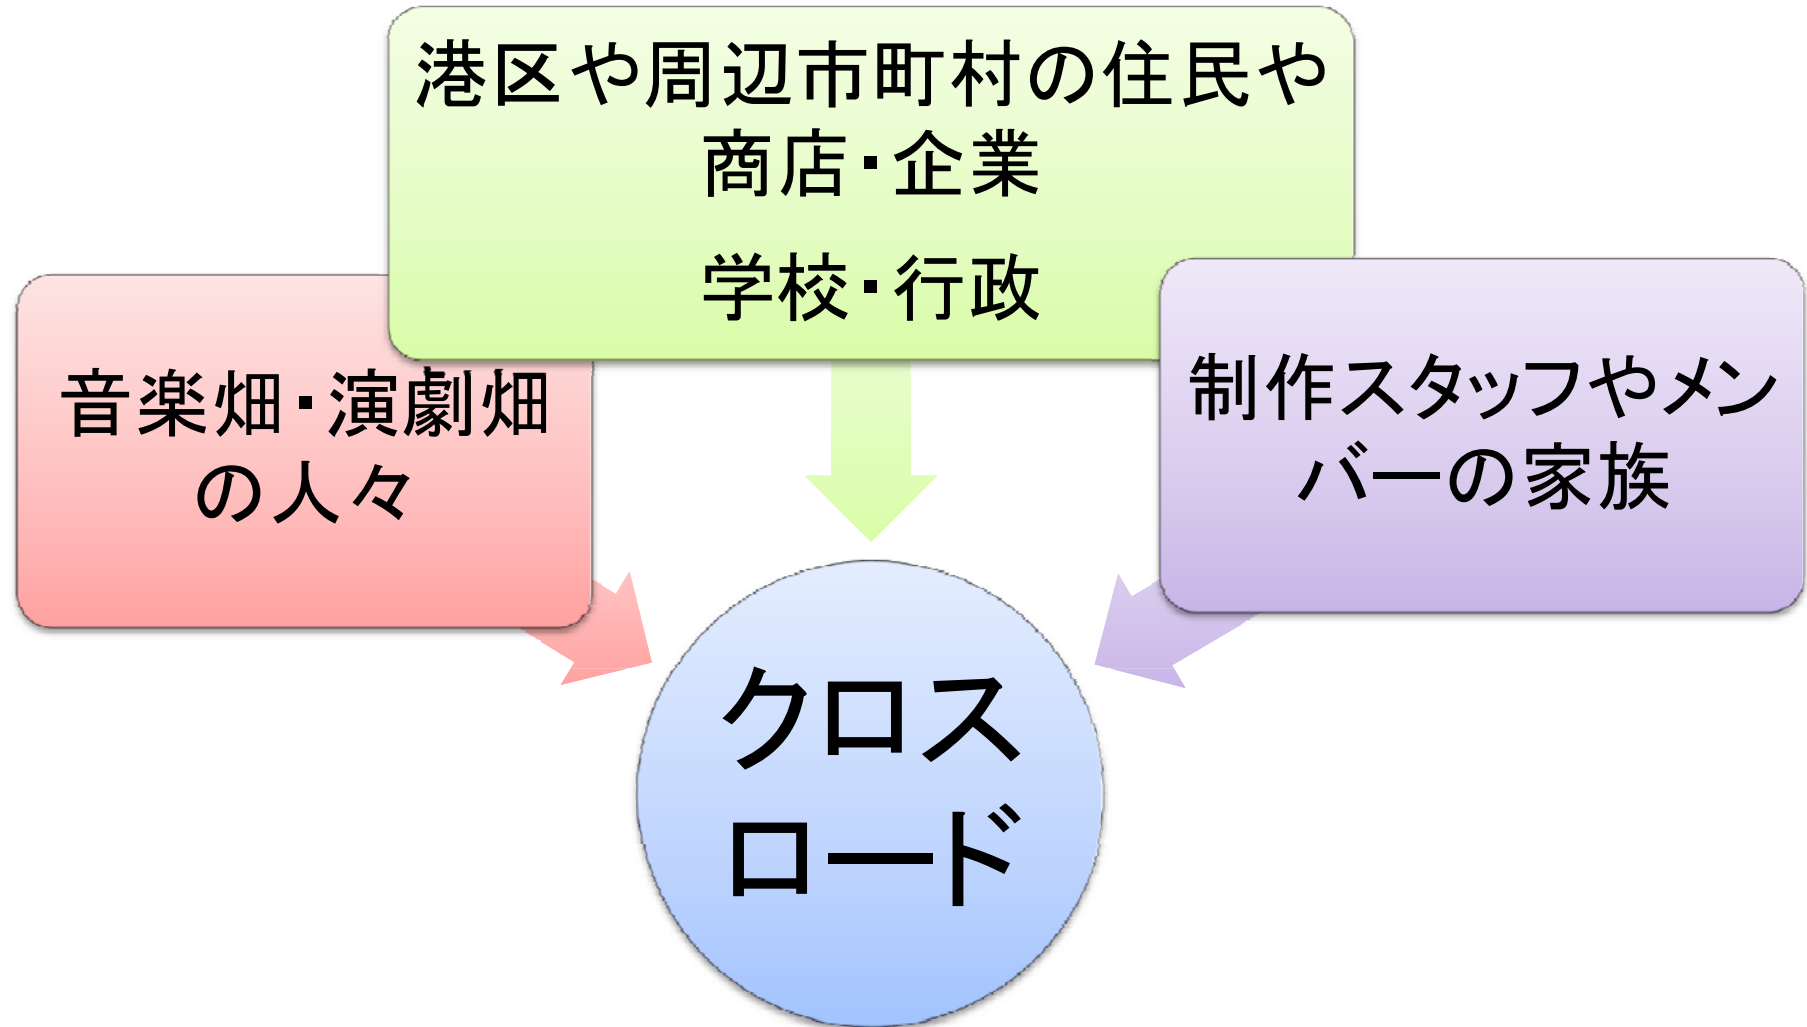 港区や周辺市町村の住民や
商店・企業
学校・行政
音楽畑・演劇畑
の人々
制作スタッフやメン
バーの家族
クロス
ロード